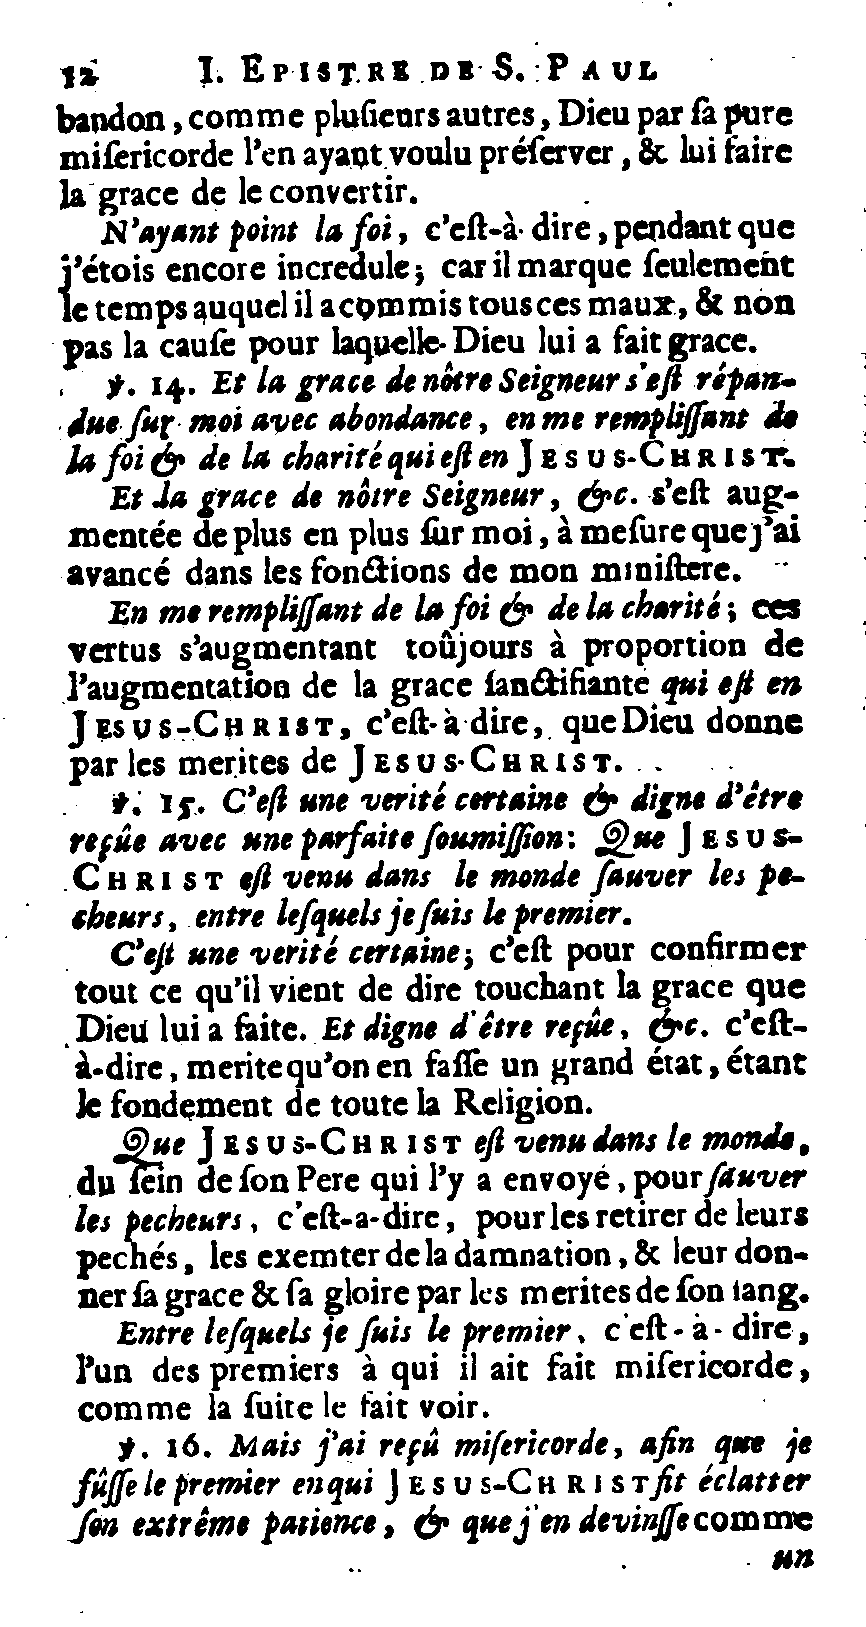 12 I. EPISTRE DE S. PAUL
bandon, comme pluſieurs autres, Dieu par ſa pure
miſericorde l'en ayant voulu préſerver, & lui faire
la grace de le convertir.
N'ayant point la foi, c'eſt-à-dire, pendant que
j'étois encore incredule; car il marque ſeulement
le temps auquel il a commis tous ces maux, & non
pas la cauſe pour laquelle Dieu lui a fait grace.
℣. 14. Et la grace de nôtre Seigneur s'eſt répan-
due ſur moi avec abondance, en me rempliſſant de
la foi & de la charité qui eſt en JESUS-CHRIST.
Et la grace de nôtre Seigneur, &c. s'eſt aug-
mentée de plus en plus ſur moi, à meſure que j'ai
avancé dans les fonctions de mon miniſtere.
En me rempliſſant de la foi & de la charité; ces
vertus s'augmentant toûjours à proportion de
l'augmentation de la grace ſanctifiante qui eſt en
JESUS-CHRIST, c'eſt-à-dire, que Dieu donne
par les merites de JESUS-CHRIST.
℣. 15. C'eſt une verité certaine & digne d'être
reçûe avec une parfaite ſoumiſſion: Que JESUS-
CHRIST eſt venu dans le monde ſauver les pe-
cheurs, entre leſquels je ſuis le premier.
C'eſt une verité certaine; c'eſt pour confirmer
tout ce qu'il vient de dire touchant la grace que
Dieu lui a faite. Et digne d'être reçûe, &c. c'eſt-
à-dire, merite qu'on en faſſe un grand état, étant
le fondement de toute la Religion.
Que JESUS-CHRIST eſt venu dans le monde,
du ſein de ſon Pere qui l'y a envoyé, pour ſauver
les pecheurs, c'eſt-a-dire, pour les retirer de leurs
pechés, les exemter de la damnation, & leur don-
ner ſa grace & ſa gloire par les merites de ſon ſang.
Entre leſquels je ſuis le premier, c'eſt-à-dire,
l'un des premiers à qui il ait fait miſericorde,
comme la ſuite le fait voir.
℣. 16. Mais j'ai reçû miſericorde, afin que je
fûſſe le premier en qui JESUS-CHRIST fit éclatter
ſon extrême patience, & que j'en devinſſe comme
un